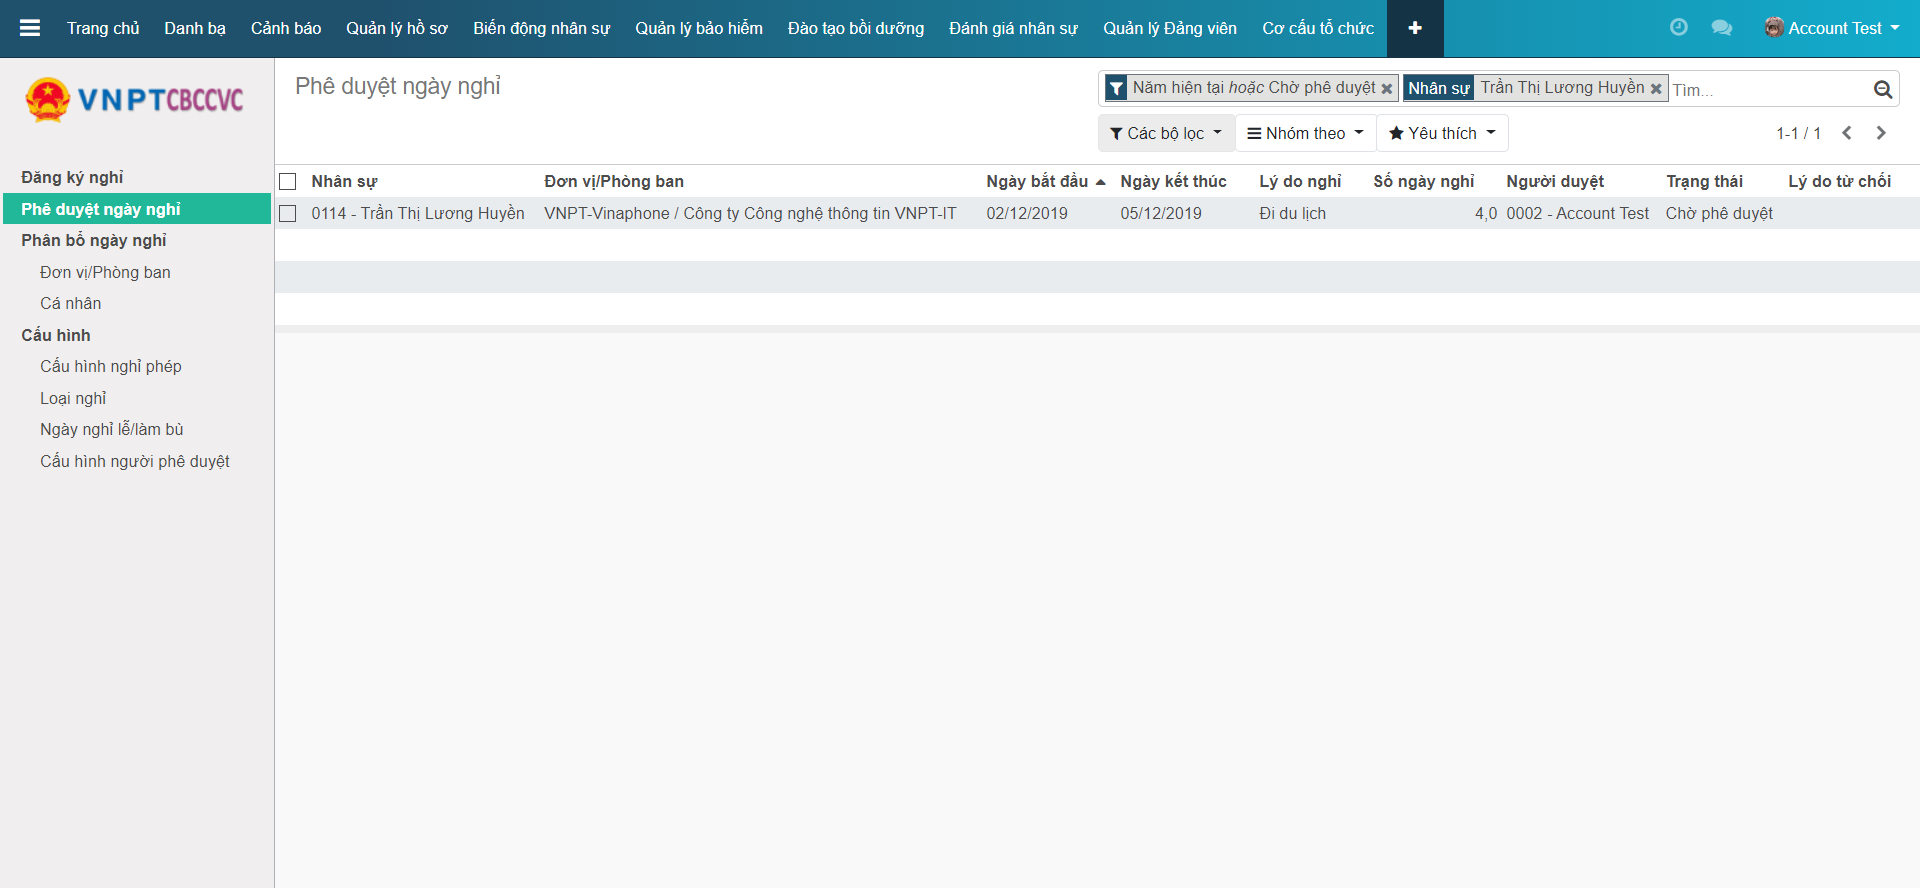 Trang chủ Danh bạ Cảnh báo Quản lý hồ sơ Biến động nhân sự Quản lý bảo hiểm Đào tạo bồi dưỡng Đánh giá nhân sự Quản lý Đảng viên Cơ cấu tổ chức Account Test
VNPTCBCCVC
Đăng ký nghỉ
Phê duyệt ngày nghỉ
Phân bổ ngày nghỉ
Đơn vị/Phòng ban
Cá nhân
Cấu hình
Cấu hình nghỉ phép
Loại nghỉ
Ngày nghỉ lễ/làm bù
Cấu hình người phê duyệt
Phê duyệt ngày nghỉ
Năm hiện tại hoặc Chờ phê duyệt Nhân sự Trần Thị Lương Huyền Tìm...
Các bộ lọc Nhóm theo Yêu thích 1-1 / 1
Nhân sự Đơn vị/Phòng ban Ngày bắt đầu Ngày kết thúc Lý do nghỉ Số ngày nghỉ Người duyệt Trạng thái Lý do từ chối
0114 - Trần Thị Lương Huyền VNPT-Vinaphone / Công ty Công nghệ thông tin VNPT-IT 02/12/2019 05/12/2019 Đi du lịch 4,0 0002 - Account Test Chờ phê duyệt